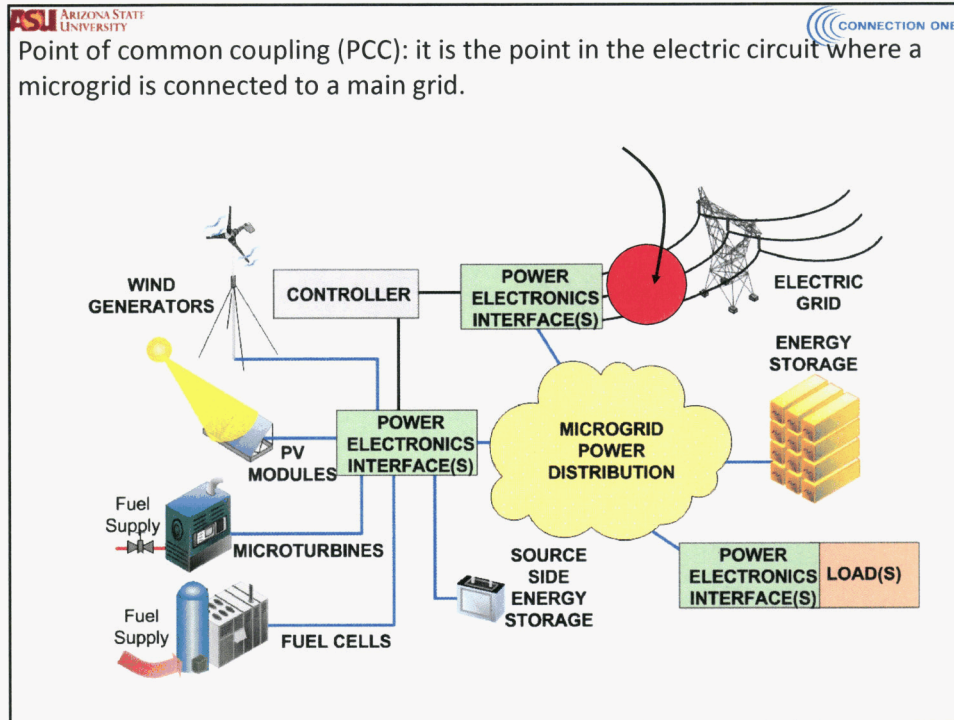 ASU ARIZONA STATE
UNIVERSITY
CONNECTION ONE
Point of common coupling (PCC): it is the point in the electric circuit where a
microgrid is connected to a main grid.
WIND
GENERATORS
CONTROLLER
POWER
ELECTRONICS
INTERFACE(S)
ELECTRIC
GRID
ENERGY
STORAGE
PV
MODULES
POWER
ELECTRONICS
INTERFACE(S)
MICROGRID
POWER
DISTRIBUTION
Fuel
Supply
MICROTURBINES
SOURCE
SIDE
ENERGY
STORAGE
POWER
ELECTRONICS
INTERFACE(S)
LOAD(S)
Fuel
Supply
FUEL CELLS